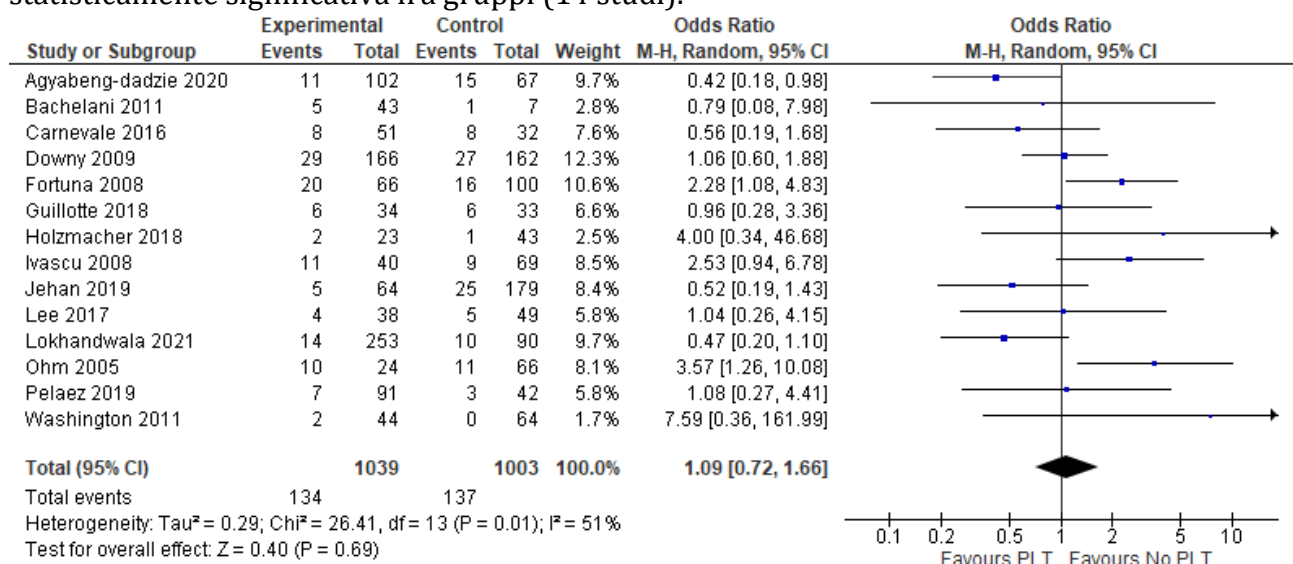 statisticamente significativa fra gruppi (14 studi).
Experimental Control Odds Ratio Odds Ratio
Study or Subgroup Events Total Events Total Weight M-H, Random, 95% CI M-H, Random, 95% CI
Agyabeng-dadzie 2020 11 102 15 67 9.7% 0.42 [0.18, 0.98]
Bachelani 2011 5 43 1 7 2.8% 0.79 [0.08, 7.98]
Carnevale 2016 8 51 8 32 7.6% 0.56 [0.19, 1.68]
Downy 2009 29 166 27 162 12.3% 1.06 [0.60, 1.88]
Fortuna 2008 20 66 16 100 10.6% 2.28 [1.08, 4.83]
Guillotte 2018 6 34 6 33 6.6% 0.96 [0.28, 3.36]
Holzmacher 2018 2 23 1 43 2.5% 4.00 [0.34, 46.68]
Ivascu 2008 11 40 9 69 8.5% 2.53 [0.94, 6.78]
Jehan 2019 5 64 25 179 8.4% 0.52 [0.19, 1.43]
Lee 2017 4 38 5 49 5.8% 1.04 [0.26, 4.15]
Lokhandwala 2021 14 253 10 90 9.7% 0.47 [0.20, 1.10]
Ohm 2005 10 24 11 66 8.1% 3.57 [1.26, 10.08]
Pelaez 2019 7 91 3 42 5.8% 1.08 [0.27, 4.41]
Washington 2011 2 44 0 64 1.7% 7.59 [0.36, 161.99]
Total (95% CI) 1039 1003 100.0% 1.09 [0.72, 1.66]
Total events 134 137
Heterogeneity: Tau² = 0.29; Chi² = 26.41, df = 13 (P = 0.01); I² = 51%
Test for overall effect: Z = 0.40 (P = 0.69)
0.1 0.2 0.5 1 2 5 10
Favours PLT Favours No PLT